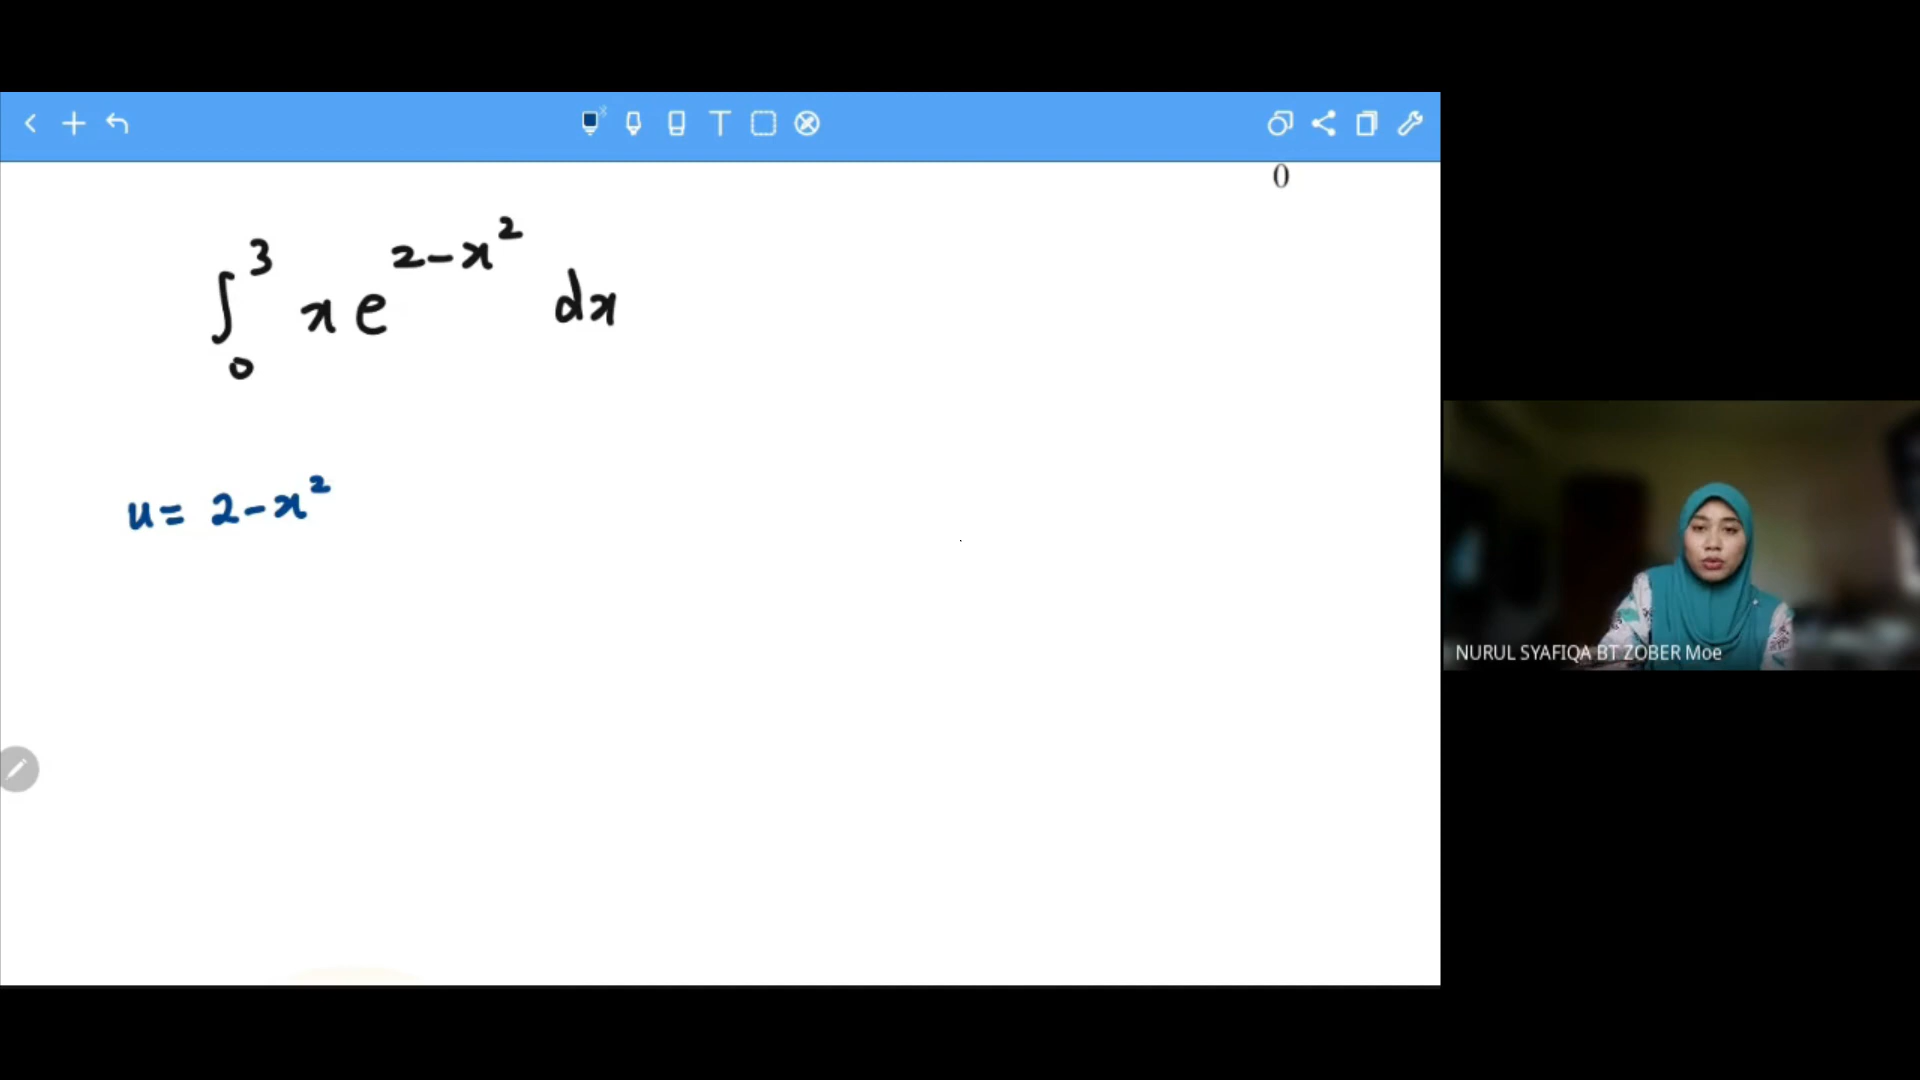 0
∫₀³ x e^{2-x²} dx
u = 2-x²
NURUL SYAFIQA BT ZOBER Moe